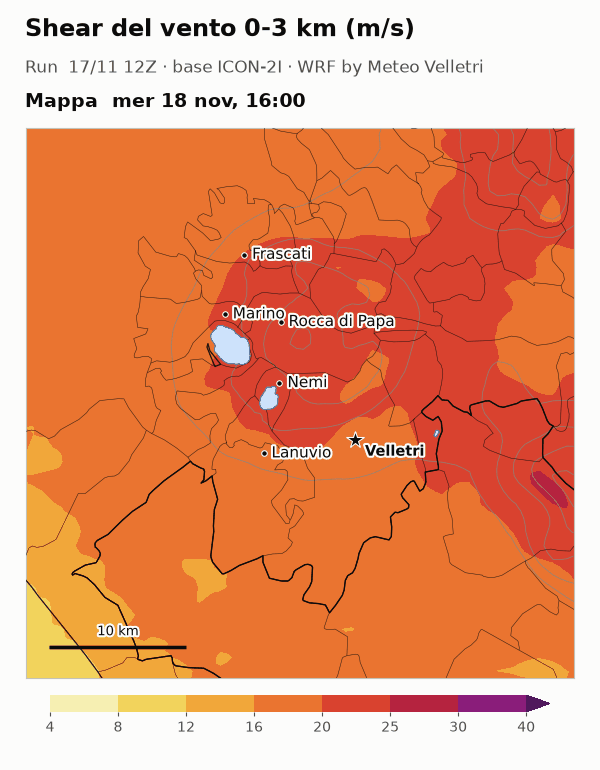 Shear del vento 0-3 km (m/s)
Run  17/11 12Z · base ICON-2I · WRF by Meteo Velletri
Mappa  mer 18 nov, 16:00
Frascati
Marino
Rocca di Papa
Nemi
Velletri
Lanuvio
10 km
4 8 12 16 20 25 30 40